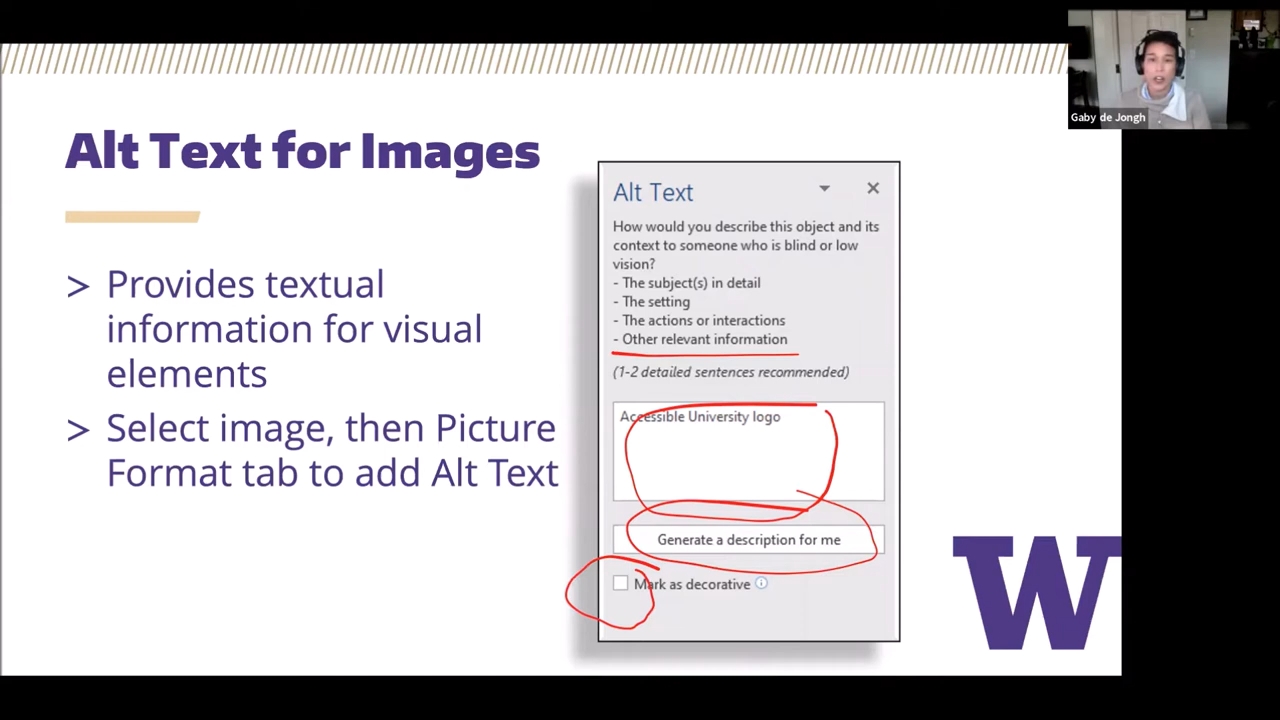 Gaby de Jongh
Alt Text for Images
> Provides textual
information for visual
elements
> Select image, then Picture
Format tab to add Alt Text
Alt Text
How would you describe this object and its
context to someone who is blind or low
vision?
- The subject(s) in detail
- The setting
- The actions or interactions
- Other relevant information
(1-2 detailed sentences recommended)
Accessible University logo
Generate a description for me
Mark as decorative
W